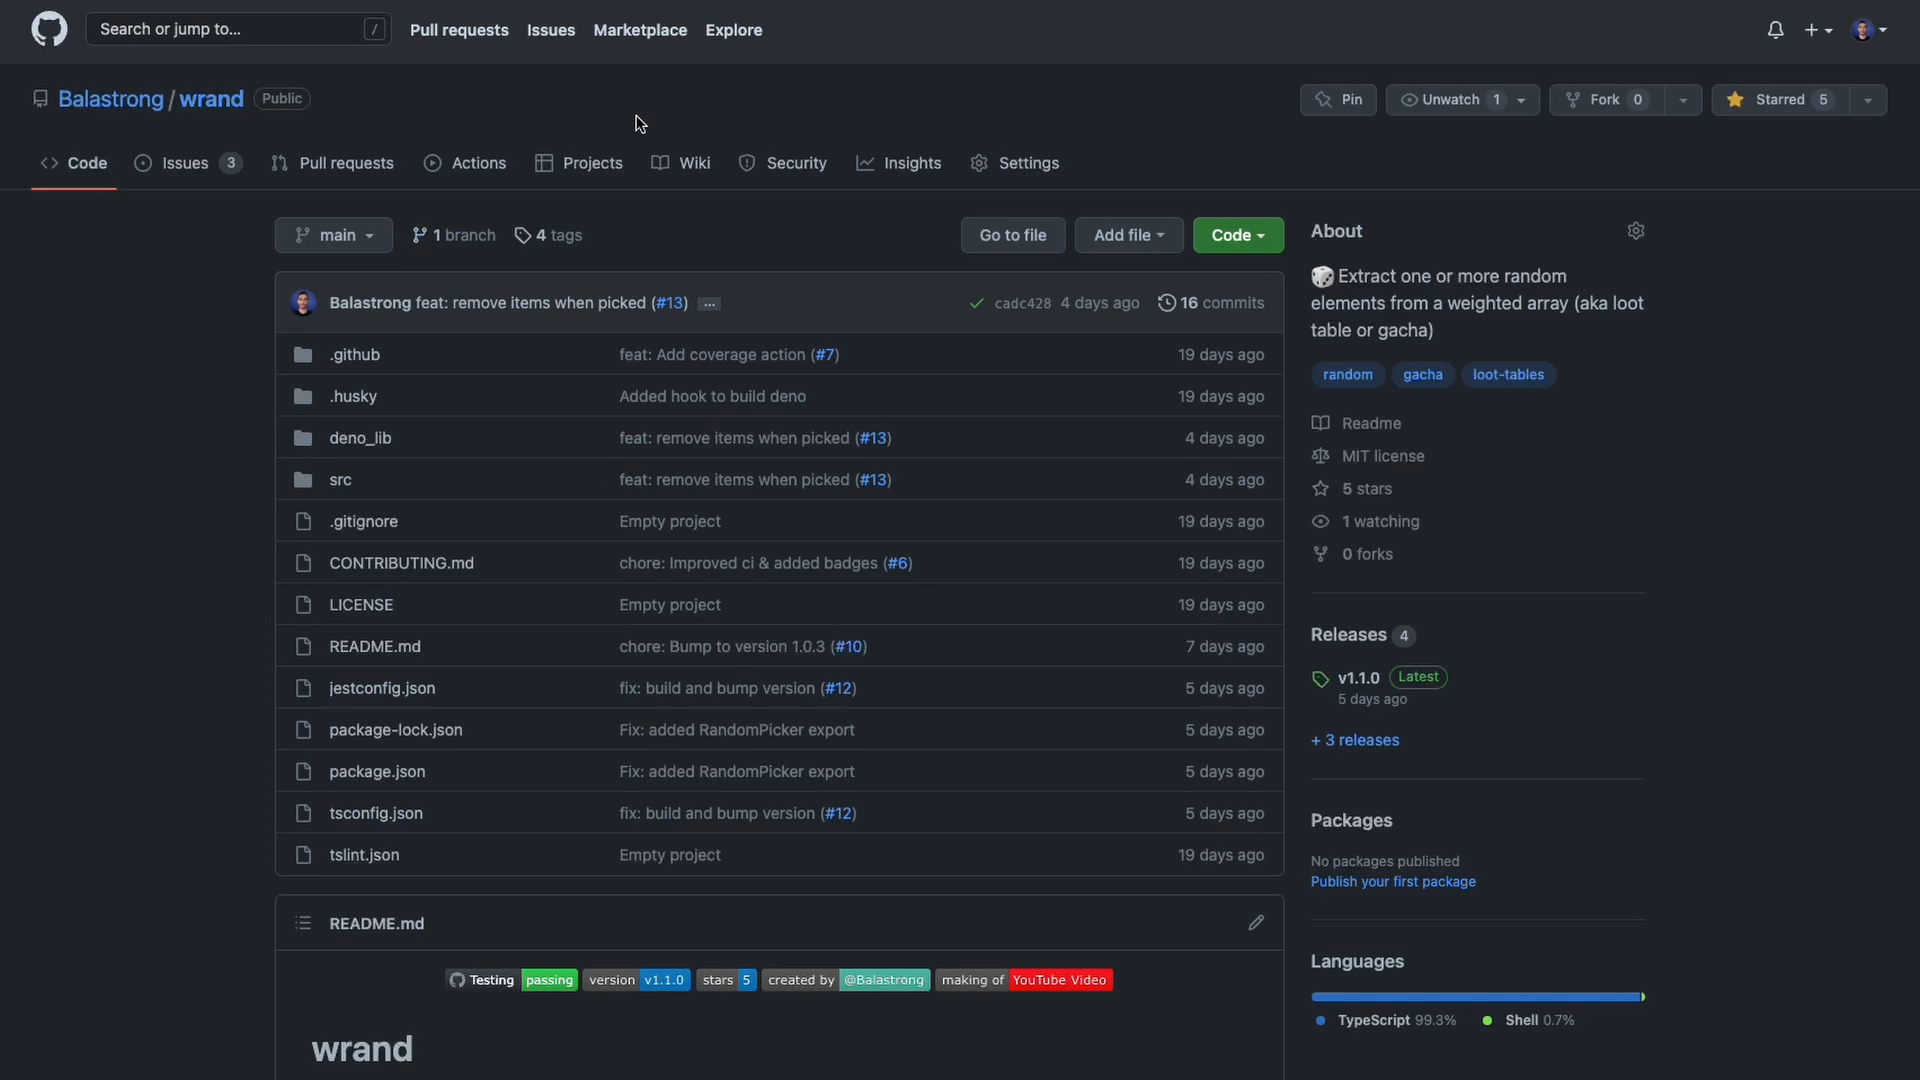 Search or jump to... /
Pull requests Issues Marketplace Explore
Balastrong / wrand Public
Pin Unwatch 1 Fork 0 Starred 5
Code Issues 3 Pull requests Actions Projects Wiki Security Insights Settings
main 1 branch 4 tags Go to file Add file Code
Balastrong feat: remove items when picked (#13) ... cadc428 4 days ago 16 commits
.github feat: Add coverage action (#7) 19 days ago
.husky Added hook to build deno 19 days ago
deno_lib feat: remove items when picked (#13) 4 days ago
src feat: remove items when picked (#13) 4 days ago
.gitignore Empty project 19 days ago
CONTRIBUTING.md chore: Improved ci & added badges (#6) 19 days ago
LICENSE Empty project 19 days ago
README.md chore: Bump to version 1.0.3 (#10) 7 days ago
jestconfig.json fix: build and bump version (#12) 5 days ago
package-lock.json Fix: added RandomPicker export 5 days ago
package.json Fix: added RandomPicker export 5 days ago
tsconfig.json fix: build and bump version (#12) 5 days ago
tslint.json Empty project 19 days ago
README.md
Testing passing version v1.1.0 stars 5 created by @Balastrong making of YouTube Video
wrand
About
Extract one or more random
elements from a weighted array (aka loot
table or gacha)
random gacha loot-tables
Readme
MIT license
5 stars
1 watching
0 forks
Releases 4
v1.1.0 Latest
5 days ago
+ 3 releases
Packages
No packages published
Publish your first package
Languages
TypeScript 99.3% Shell 0.7%